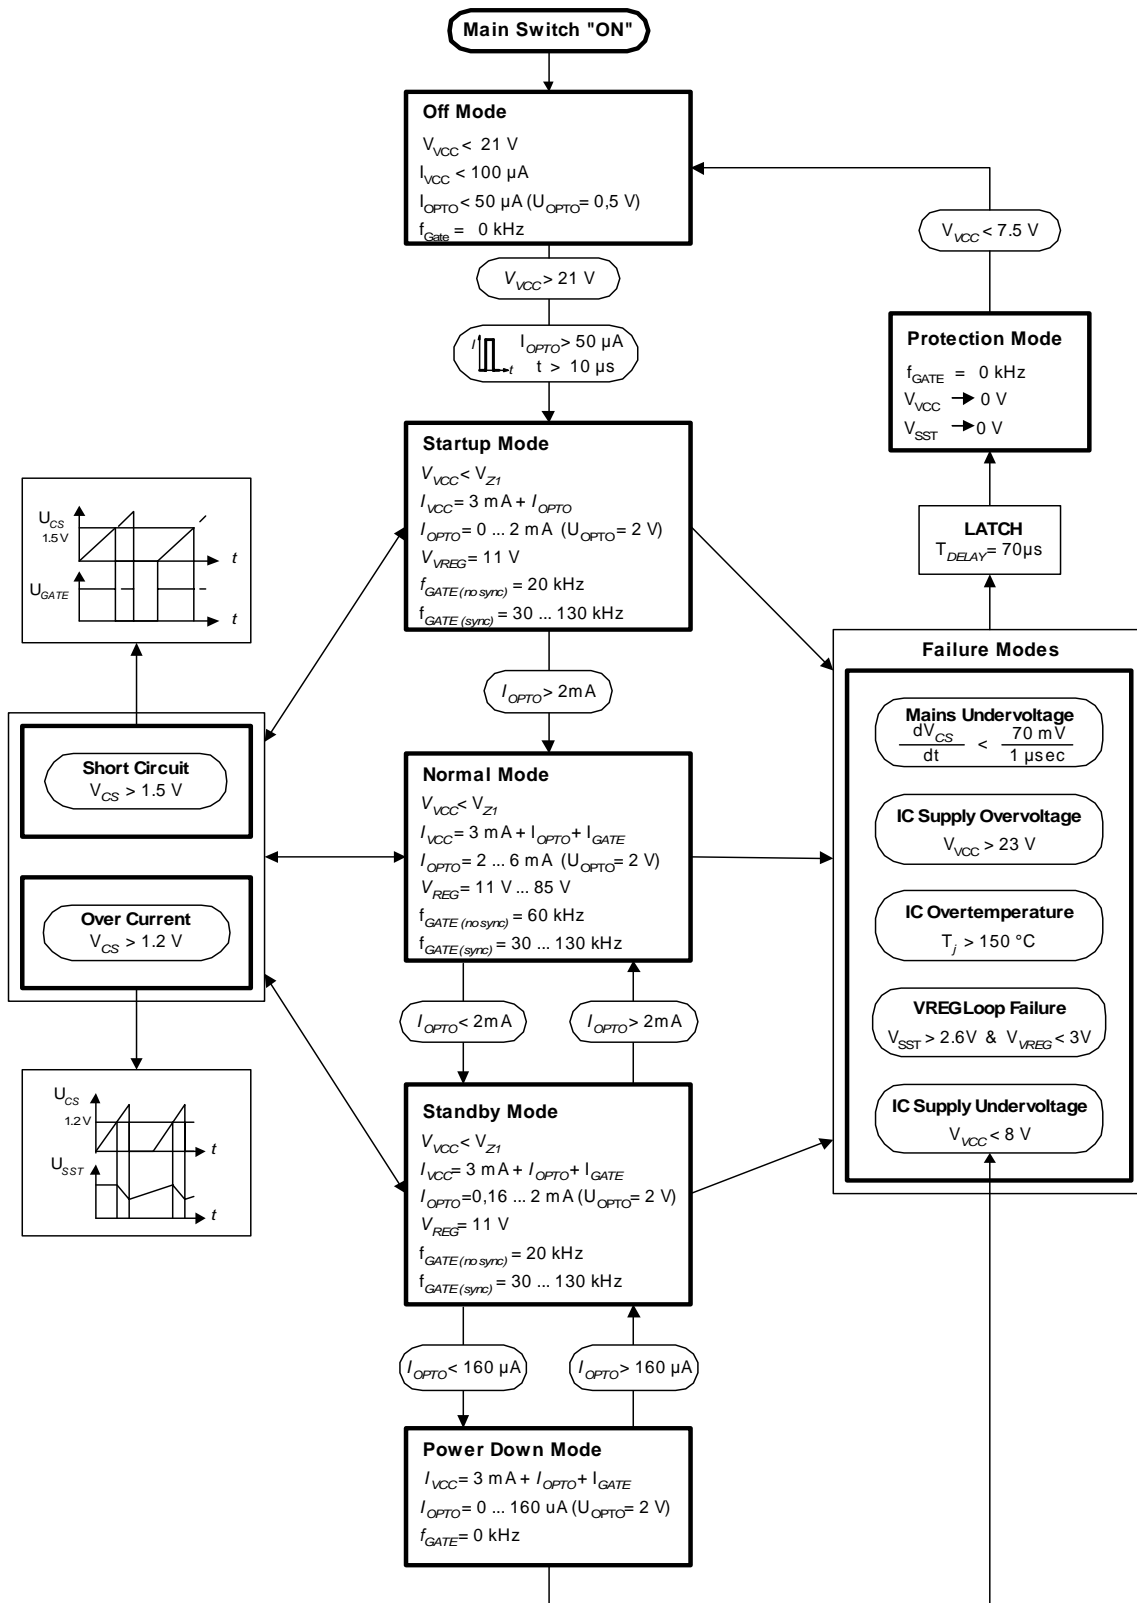 Main Switch "ON"
Off Mode
V_VCC < 21 V
I_VCC < 100 µA
I_OPTO < 50 µA (U_OPTO = 0,5 V)
f_Gate = 0 kHz
V_VCC > 21 V
I
t
I_OPTO > 50 µA
t > 10 µs
Startup Mode
V_VCC < V_Z1
I_VCC = 3 mA + I_OPTO
I_OPTO = 0 ... 2 mA (U_OPTO = 2 V)
V_VREG = 11 V
f_GATE (no sync) = 20 kHz
f_GATE (sync) = 30 ... 130 kHz
I_OPTO > 2mA
Normal Mode
V_VCC < V_Z1
I_VCC = 3 mA + I_OPTO + I_GATE
I_OPTO = 2 ... 6 mA (U_OPTO = 2 V)
V_REG = 11 V ... 85 V
f_GATE (no sync) = 60 kHz
f_GATE (sync) = 30 ... 130 kHz
I_OPTO < 2mA
I_OPTO > 2mA
Standby Mode
V_VCC < V_Z1
I_VCC = 3 mA + I_OPTO + I_GATE
I_OPTO =0,16 ... 2 mA (U_OPTO = 2 V)
V_REG = 11 V
f_GATE (no sync) = 20 kHz
f_GATE (sync) = 30 ... 130 kHz
I_OPTO < 160 µA
I_OPTO > 160 µA
Power Down Mode
I_VCC = 3 mA + I_OPTO + I_GATE
I_OPTO = 0 ... 160 uA (U_OPTO = 2 V)
f_GATE = 0 kHz
U_CS
1.5 V
t
U_GATE
t
Short Circuit
V_CS > 1.5 V
Over Current
V_CS > 1.2 V
U_CS
1.2 V
t
U_SST
t
V_VCC < 7.5 V
Protection Mode
f_GATE = 0 kHz
V_VCC → 0 V
V_SST → 0 V
LATCH
T_DELAY = 70µs
Failure Modes
Mains Undervoltage
dV_CS / dt < 70 mV / 1 µsec
IC Supply Overvoltage
V_VCC > 23 V
IC Overtemperature
T_j > 150 °C
VREGLoop Failure
V_SST > 2.6V & V_VREG < 3V
IC Supply Undervoltage
V_VCC < 8 V